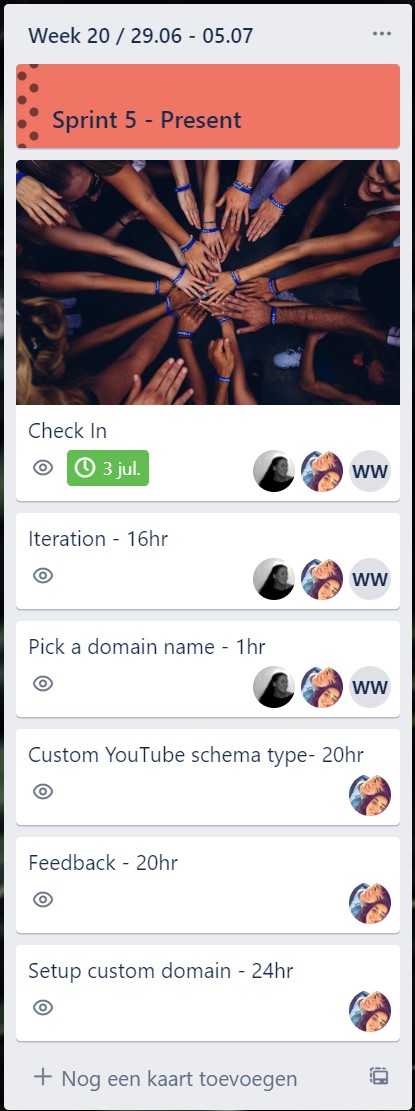 Week 20 / 29.06 - 05.07
Sprint 5 - Present
Check In
3 jul.
WW
Iteration - 16hr
WW
Pick a domain name - 1hr
WW
Custom YouTube schema type- 20hr
Feedback - 20hr
Setup custom domain - 24hr
Nog een kaart toevoegen